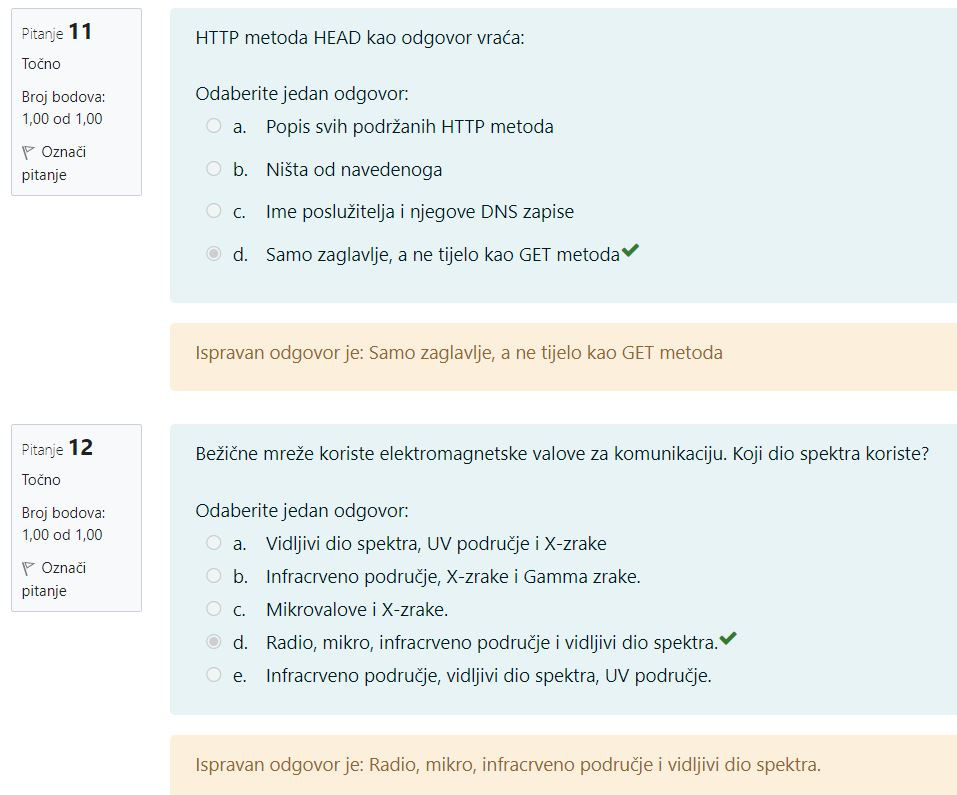 Pitanje 11
Točno
Broj bodova:
1,00 od 1,00
Označi
pitanje
HTTP metoda HEAD kao odgovor vraća:
Odaberite jedan odgovor:
a. Popis svih podržanih HTTP metoda
b. Ništa od navedenoga
c. Ime poslužitelja i njegove DNS zapise
d. Samo zaglavlje, a ne tijelo kao GET metoda
Ispravan odgovor je: Samo zaglavlje, a ne tijelo kao GET metoda
Pitanje 12
Točno
Broj bodova:
1,00 od 1,00
Označi
pitanje
Bežične mreže koriste elektromagnetske valove za komunikaciju. Koji dio spektra koriste?
Odaberite jedan odgovor:
a. Vidljivi dio spektra, UV područje i X-zrake
b. Infracrveno područje, X-zrake i Gamma zrake.
c. Mikrovalove i X-zrake.
d. Radio, mikro, infracrveno područje i vidljivi dio spektra.
e. Infracrveno područje, vidljivi dio spektra, UV područje.
Ispravan odgovor je: Radio, mikro, infracrveno područje i vidljivi dio spektra.